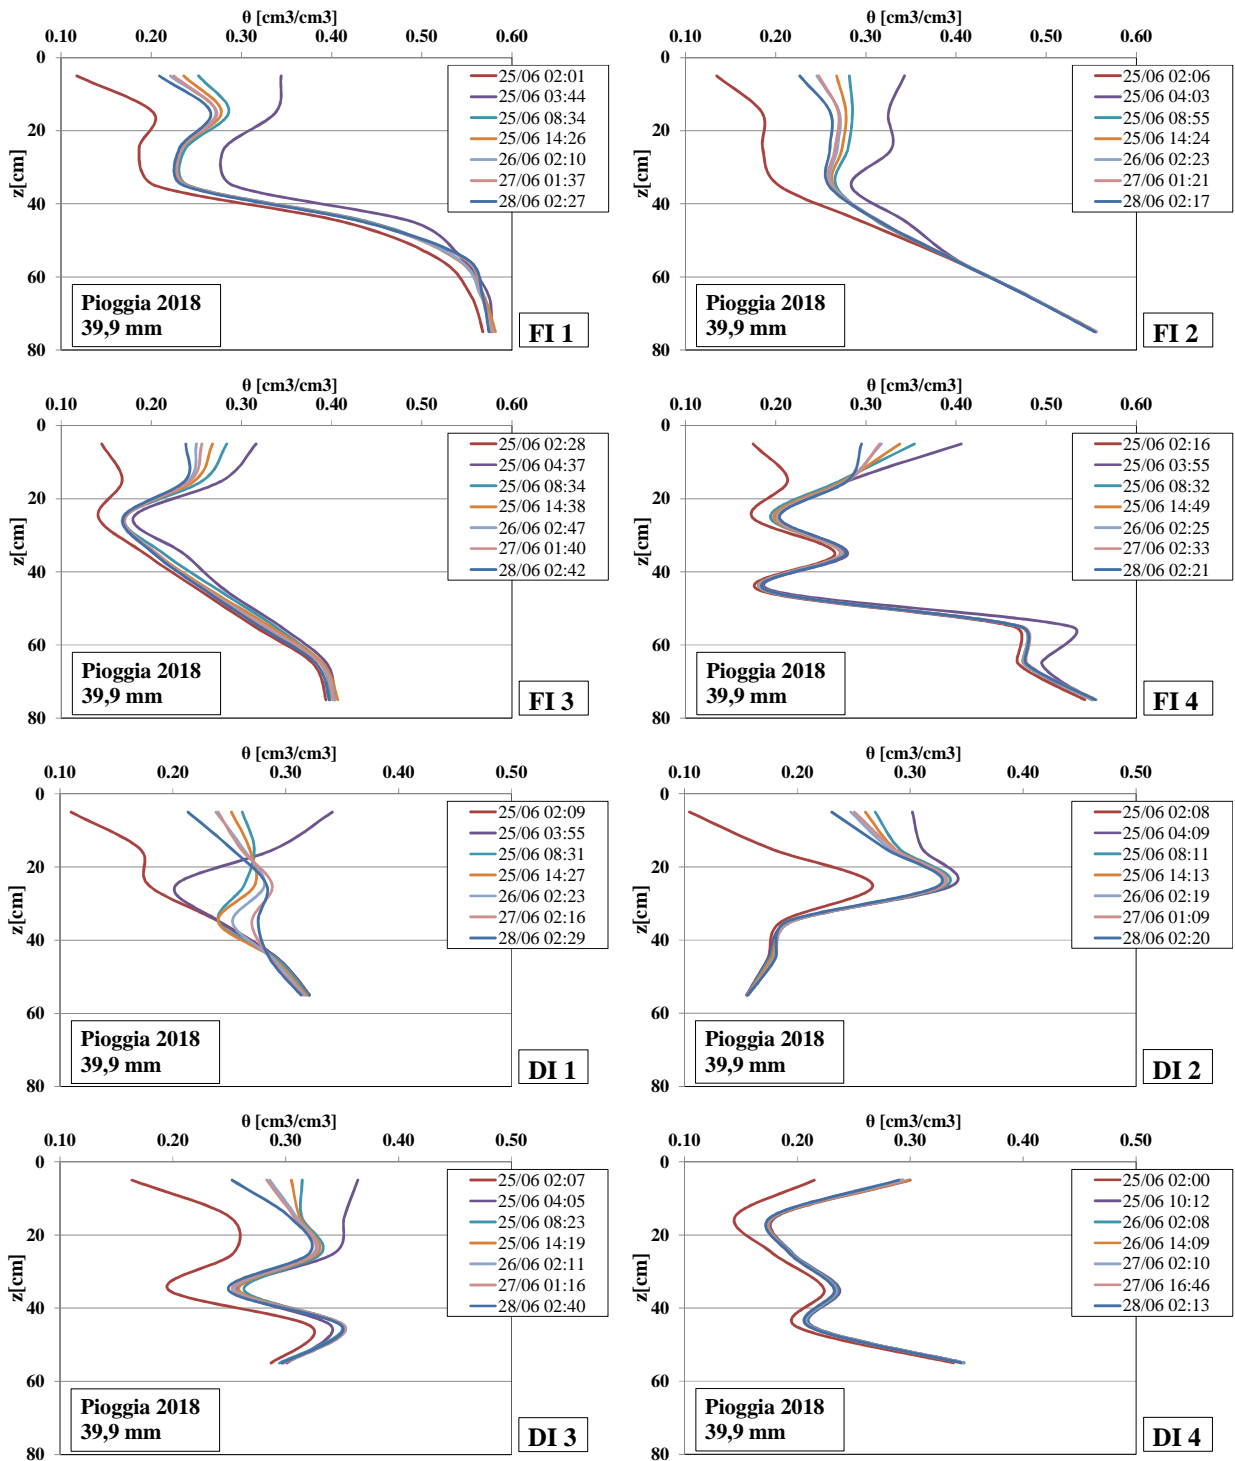 θ [cm3/cm3]
0.10 0.20 0.30 0.40 0.50 0.60
0
20
40
60
80
z[cm]
25/06 02:01
25/06 03:44
25/06 08:34
25/06 14:26
26/06 02:10
27/06 01:37
28/06 02:27
Pioggia 2018
39,9 mm
FI 1
θ [cm3/cm3]
0.10 0.20 0.30 0.40 0.50 0.60
0
20
40
60
80
z[cm]
25/06 02:06
25/06 04:03
25/06 08:55
25/06 14:24
26/06 02:23
27/06 01:21
28/06 02:17
Pioggia 2018
39,9 mm
FI 2
θ [cm3/cm3]
0.10 0.20 0.30 0.40 0.50 0.60
0
20
40
60
80
z[cm]
25/06 02:28
25/06 04:37
25/06 08:34
25/06 14:38
26/06 02:47
27/06 01:40
28/06 02:42
Pioggia 2018
39,9 mm
FI 3
θ [cm3/cm3]
0.10 0.20 0.30 0.40 0.50 0.60
0
20
40
60
80
z[cm]
25/06 02:16
25/06 03:55
25/06 08:32
25/06 14:49
26/06 02:25
27/06 02:33
28/06 02:21
Pioggia 2018
39,9 mm
FI 4
θ [cm3/cm3]
0.10 0.20 0.30 0.40 0.50
0
20
40
60
80
z[cm]
25/06 02:09
25/06 03:55
25/06 08:31
25/06 14:27
26/06 02:23
27/06 02:16
28/06 02:29
Pioggia 2018
39,9 mm
DI 1
θ [cm3/cm3]
0.10 0.20 0.30 0.40 0.50
0
20
40
60
80
z[cm]
25/06 02:08
25/06 04:09
25/06 08:11
25/06 14:13
26/06 02:19
27/06 01:09
28/06 02:20
Pioggia 2018
39,9 mm
DI 2
θ [cm3/cm3]
0.10 0.20 0.30 0.40 0.50
0
20
40
60
80
z[cm]
25/06 02:07
25/06 04:05
25/06 08:23
25/06 14:19
26/06 02:11
27/06 01:16
28/06 02:40
Pioggia 2018
39,9 mm
DI 3
θ [cm3/cm3]
0.10 0.20 0.30 0.40 0.50
0
20
40
60
80
z[cm]
25/06 02:00
25/06 10:12
26/06 02:08
26/06 14:09
27/06 02:10
27/06 16:46
28/06 02:13
Pioggia 2018
39,9 mm
DI 4